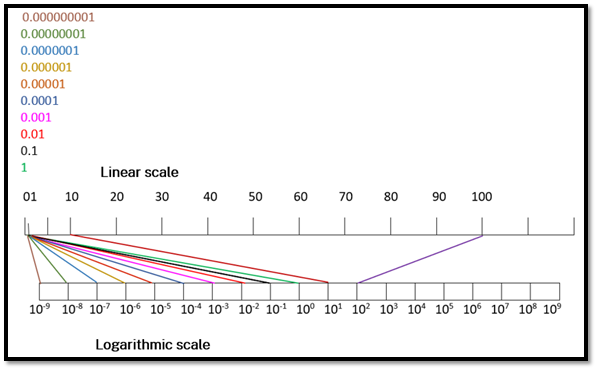 0.000000001
0.00000001
0.0000001
0.000001
0.00001
0.0001
0.001
0.01
0.1
1
Linear scale
01 10 20 30 40 50 60 70 80 90 100
10⁻⁹ 10⁻⁸ 10⁻⁷ 10⁻⁶ 10⁻⁵ 10⁻⁴ 10⁻³ 10⁻² 10⁻¹ 10⁰ 10¹ 10² 10³ 10⁴ 10⁵ 10⁶ 10⁷ 10⁸ 10⁹
Logarithmic scale